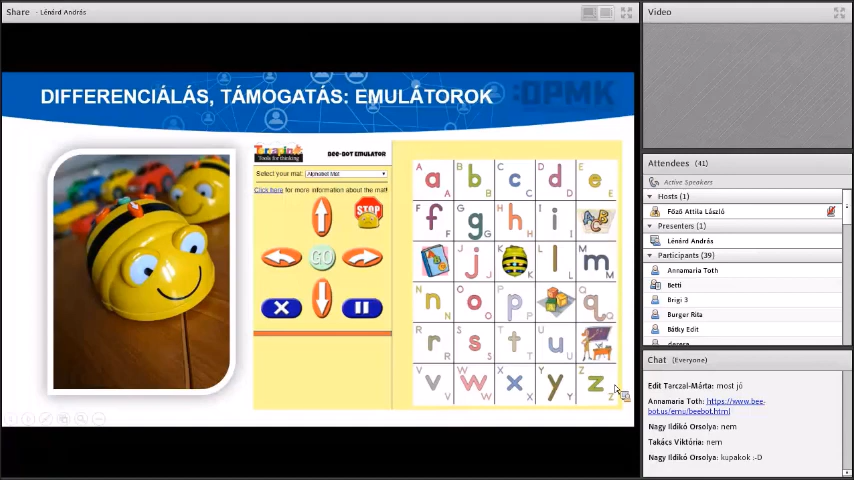 Share - Lénárd András
DIFFERENCIÁLÁS, TÁMOGATÁS: EMULÁTOROK
:OPMK
Terrapin
Tools for thinking
BEE-BOT EMULATOR
Select your mat: Alphabet Mat
Click here for more information about the mat!
STOP
GO
A a A B b B C c C D d D E e E
F f F G g G H h H I i I A B C
J j J K L l L M m M
N n N O o O P p P Q q Q
R r R S s S T t T U u U
V v V W w W X x X Y y Y Z z Z
Video
Attendees (41)
Active Speakers
Hosts (1)
Főző Attila László
Presenters (1)
Lénárd András
Participants (39)
Annamaria Toth
Betti
Brigi 3
Burger Rita
Bátky Edit
Chat (Everyone)
Edit Tarczal-Márta: most jó
Annamaria Toth: https://www.bee-
bot.us/emu/beebot.html
Nagy Ildikó Orsolya: nem
Takács Viktória: nem
Nagy Ildikó Orsolya: kupakok :-D